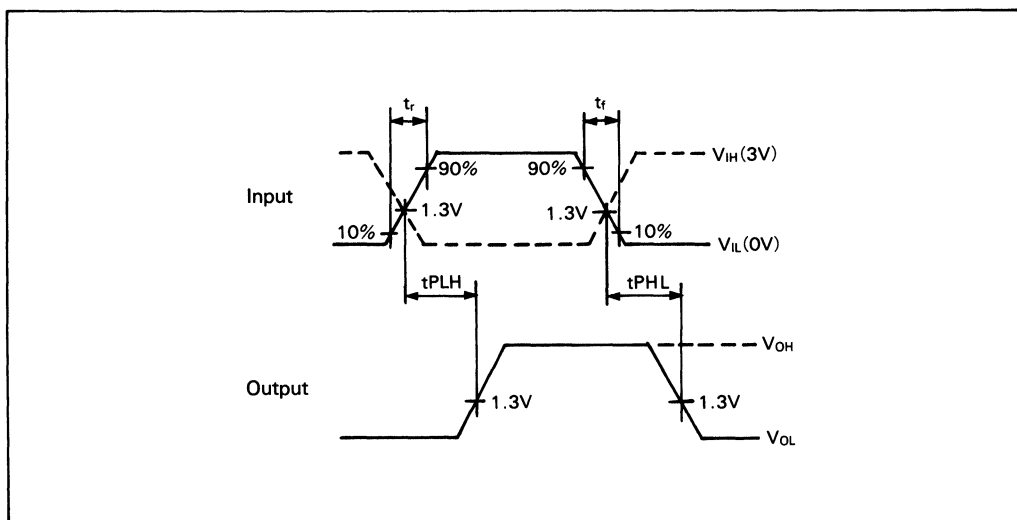 tr
tf
90%
90%
VIH(3V)
Input
1.3V
1.3V
10%
10%
VIL(0V)
tPLH
tPHL
VOH
Output
1.3V
1.3V
VOL